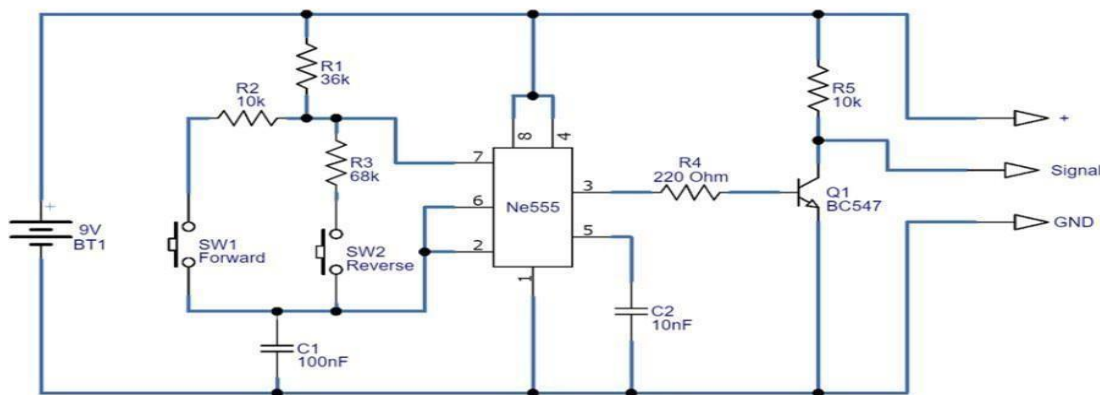 R1
36k
R2
10k
R3
68k
8
4
7
6
2
3
5
1
Ne555
R4
220 Ohm
R5
10k
Q1
BC547
+
Signal
GND
+
9V
BT1
SW1
Forward
SW2
Reverse
C1
100nF
C2
10nF